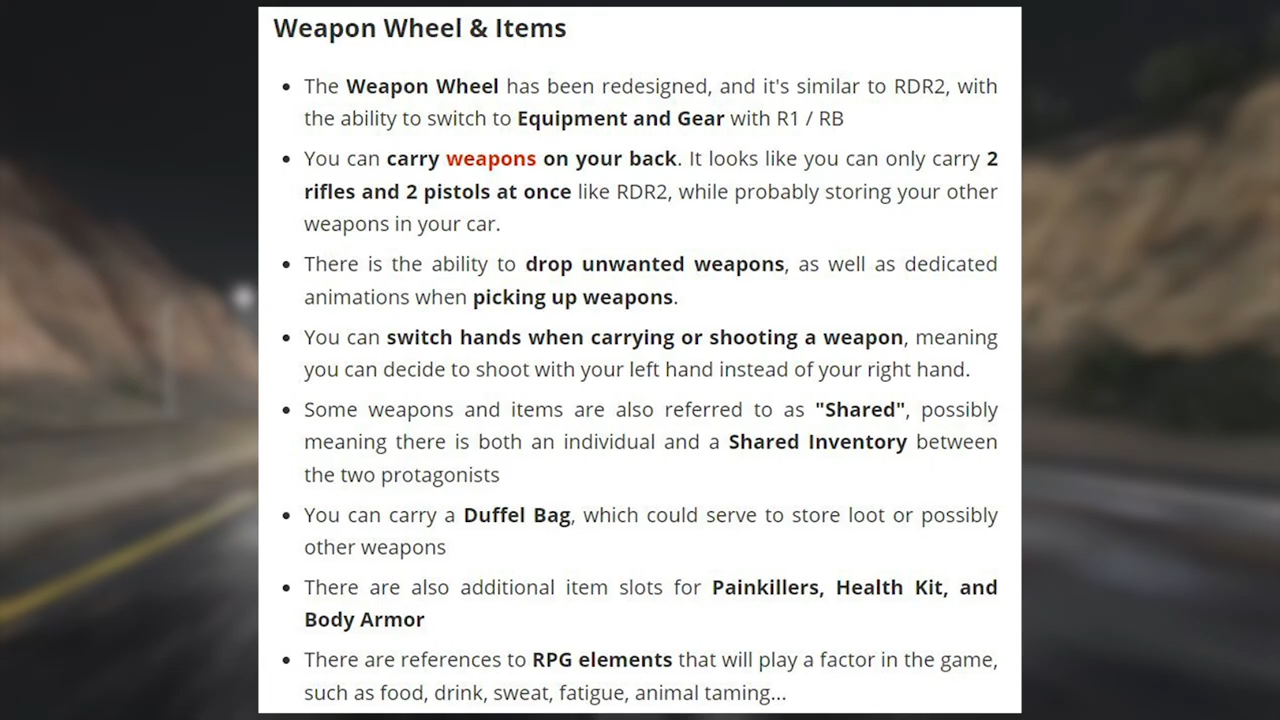 Weapon Wheel & Items
• The Weapon Wheel has been redesigned, and it's similar to RDR2, with
the ability to switch to Equipment and Gear with R1 / RB
• You can carry weapons on your back. It looks like you can only carry 2
rifles and 2 pistols at once like RDR2, while probably storing your other
weapons in your car.
• There is the ability to drop unwanted weapons, as well as dedicated
animations when picking up weapons.
• You can switch hands when carrying or shooting a weapon, meaning
you can decide to shoot with your left hand instead of your right hand.
• Some weapons and items are also referred to as "Shared", possibly
meaning there is both an individual and a Shared Inventory between
the two protagonists
• You can carry a Duffel Bag, which could serve to store loot or possibly
other weapons
• There are also additional item slots for Painkillers, Health Kit, and
Body Armor
• There are references to RPG elements that will play a factor in the game,
such as food, drink, sweat, fatigue, animal taming...